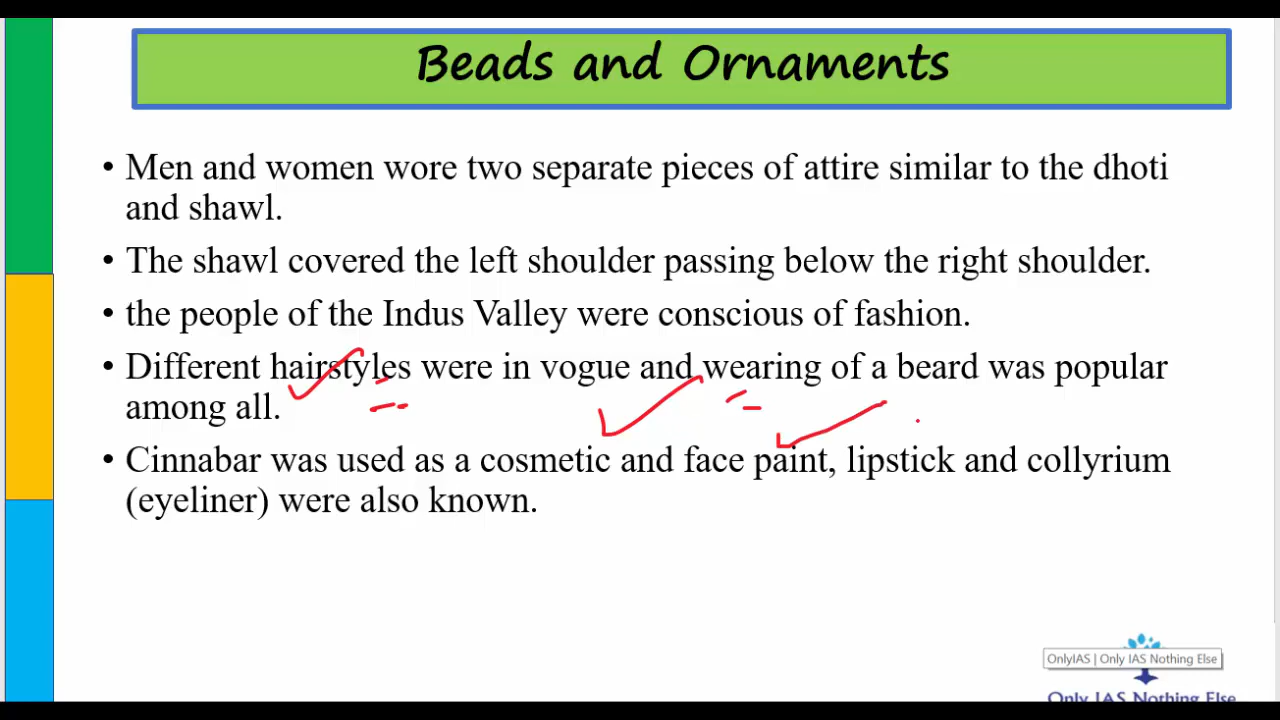 Beads and Ornaments
• Men and women wore two separate pieces of attire similar to the dhoti
and shawl.
• The shawl covered the left shoulder passing below the right shoulder.
• the people of the Indus Valley were conscious of fashion.
• Different hairstyles were in vogue and wearing of a beard was popular
among all.
• Cinnabar was used as a cosmetic and face paint, lipstick and collyrium
(eyeliner) were also known.
OnlyIAS | Only IAS Nothing Else
Only IAS Nothing Else